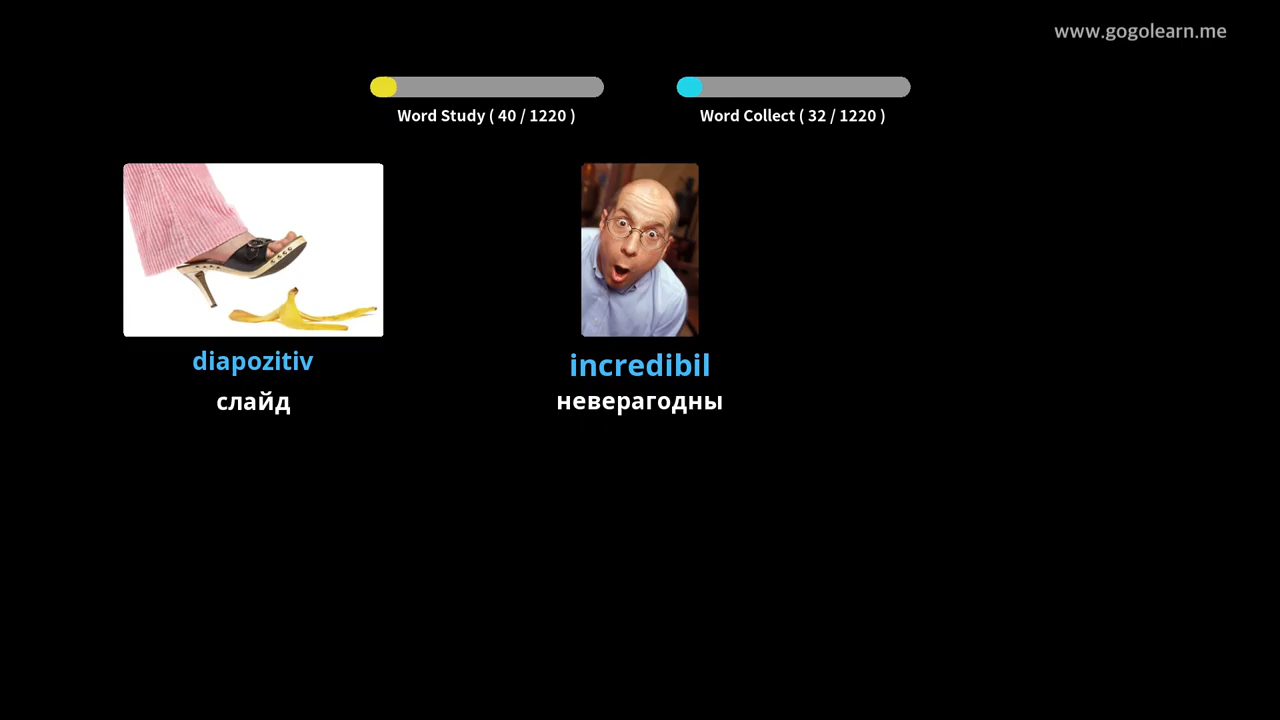 www.gogolearn.me
Word Study ( 40 / 1220 )
Word Collect ( 32 / 1220 )
diapozitiv
слайд
incredibil
неверагодны